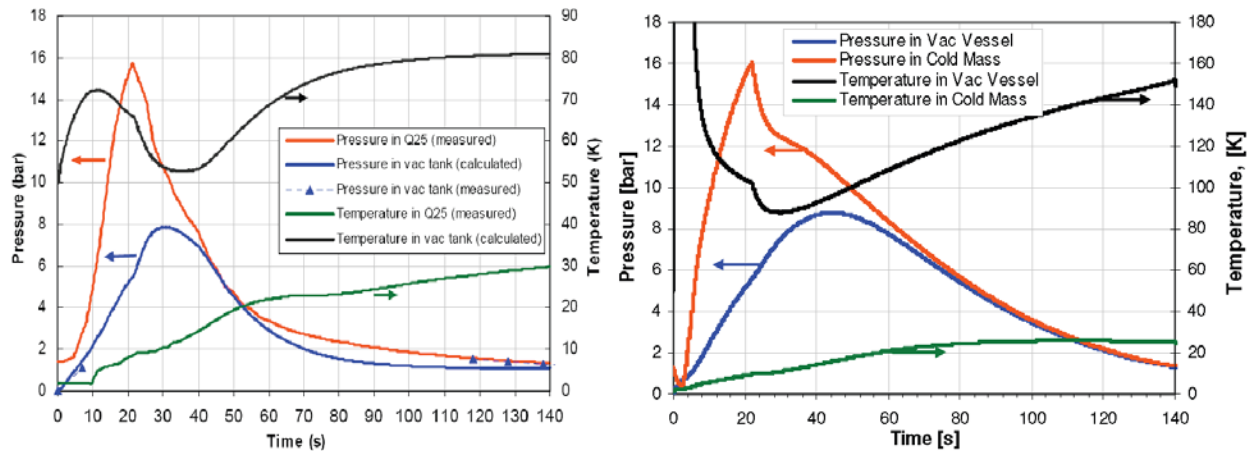 18
16
14
12
10
8
6
4
2
0
Pressure (bar)
90
80
70
60
50
40
30
20
10
0
Temperature (K)
Pressure in Q25 (measured)
Pressure in vac tank (calculated)
Pressure in vac tank (measured)
Temperature in Q25 (measured)
Temperature in vac tank (calculated)
0 10 20 30 40 50 60 70 80 90 100 110 120 130 140
Time (s)
18
16
14
12
10
8
6
4
2
0
Pressure [bar]
Pressure in Vac Vessel
Pressure in Cold Mass
Temperature in Vac Vessel
Temperature in Cold Mass
180
160
140
120
100
80
60
40
20
0
Temperature, [K]
0 20 40 60 80 100 120 140
Time [s]